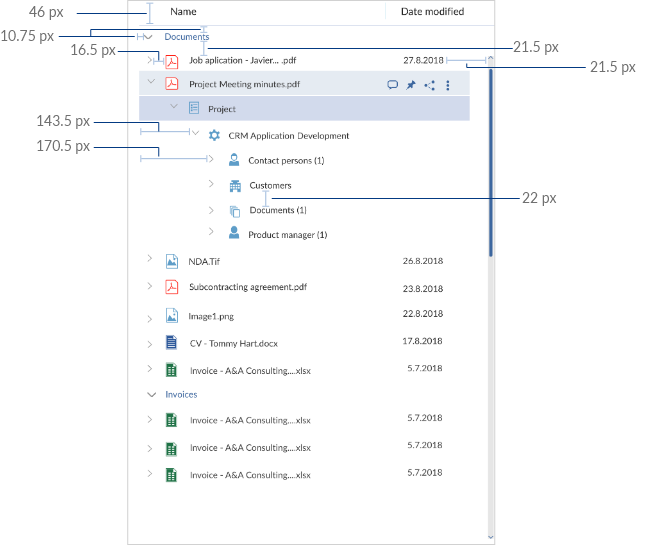 46 px
Name Date modified
10.75 px
Documents
21.5 px
16.5 px
Job aplication - Javier... .pdf 27.8.2018
21.5 px
Project Meeting minutes.pdf
Project
143.5 px
CRM Application Development
170.5 px
Contact persons (1)
Customers
22 px
Documents (1)
Product manager (1)
NDA.Tif 26.8.2018
Subcontracting agreement.pdf 23.8.2018
Image1.png 22.8.2018
CV - Tommy Hart.docx 17.8.2018
Invoice - A&A Consulting....xlsx 5.7.2018
Invoices
Invoice - A&A Consulting....xlsx 5.7.2018
Invoice - A&A Consulting....xlsx 5.7.2018
Invoice - A&A Consulting....xlsx 5.7.2018